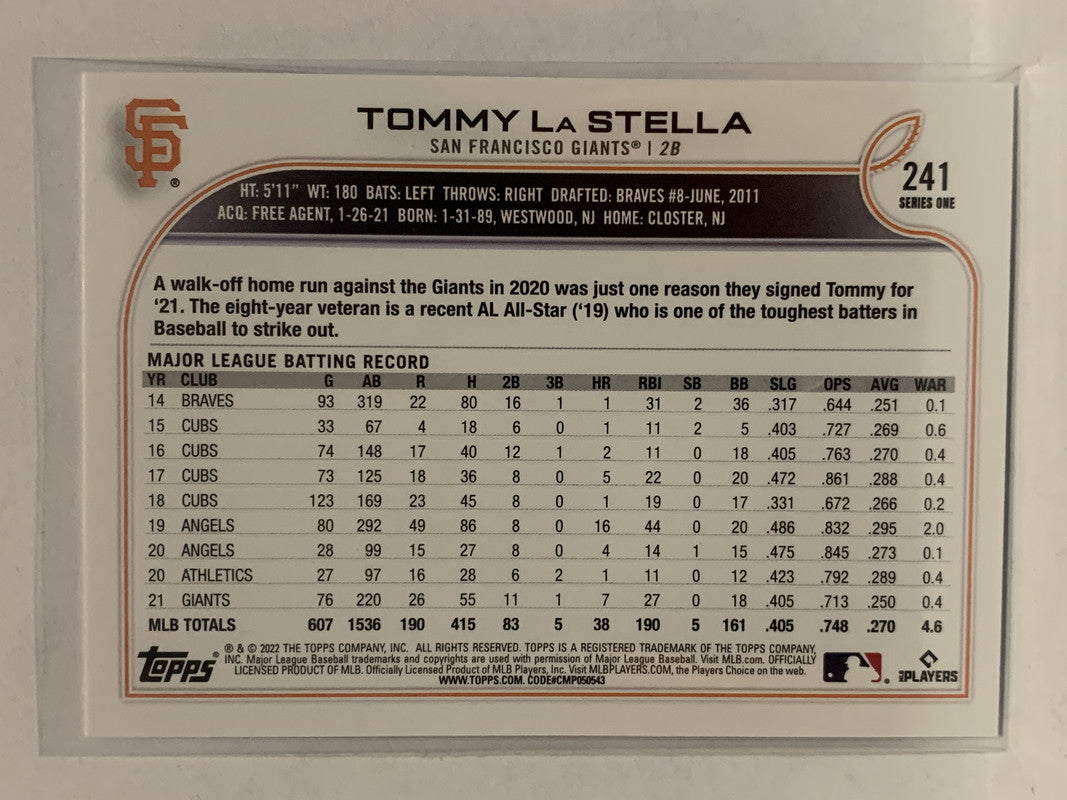 SF®
TOMMY LA STELLA
SAN FRANCISCO GIANTS® | 2B
241
SERIES ONE
HT: 5'11" WT: 180 BATS: LEFT THROWS: RIGHT DRAFTED: BRAVES #8-JUNE, 2011
ACQ: FREE AGENT, 1-26-21 BORN: 1-31-89, WESTWOOD, NJ HOME: CLOSTER, NJ
A walk-off home run against the Giants in 2020 was just one reason they signed Tommy for
‘21. The eight-year veteran is a recent AL All-Star (‘19) who is one of the toughest batters in
Baseball to strike out.
MAJOR LEAGUE BATTING RECORD
YR CLUB G AB R H 2B 3B HR RBI SB BB SLG OPS AVG WAR
14 BRAVES 93 319 22 80 16 1 1 31 2 36 .317 .644 .251 0.1
15 CUBS 33 67 4 18 6 0 1 11 2 5 .403 .727 .269 0.6
16 CUBS 74 148 17 40 12 1 2 11 0 18 .405 .763 .270 0.4
17 CUBS 73 125 18 36 8 0 5 22 0 20 .472 .861 .288 0.4
18 CUBS 123 169 23 45 8 0 1 19 0 17 .331 .672 .266 0.2
19 ANGELS 80 292 49 86 8 0 16 44 0 20 .486 .832 .295 2.0
20 ANGELS 28 99 15 27 8 0 4 14 1 15 .475 .845 .273 0.1
20 ATHLETICS 27 97 16 28 6 2 1 11 0 12 .423 .792 .289 0.4
21 GIANTS 76 220 26 55 11 1 7 27 0 18 .405 .713 .250 0.4
MLB TOTALS 607 1536 190 415 83 5 38 190 5 161 .405 .748 .270 4.6
Topps®
® & © 2022 THE TOPPS COMPANY, INC. ALL RIGHTS RESERVED. TOPPS IS A REGISTERED TRADEMARK OF THE TOPPS COMPANY,
INC. Major League Baseball trademarks and copyrights are used with permission of Major League Baseball. Visit MLB.com. OFFICIALLY
LICENSED PRODUCT OF MLB. Officially Licensed Product of MLB Players, Inc. Visit MLBPLAYERS.COM, the Players Choice on the web.
WWW.TOPPS.COM. CODE#CMP050543
MLB PLAYERS